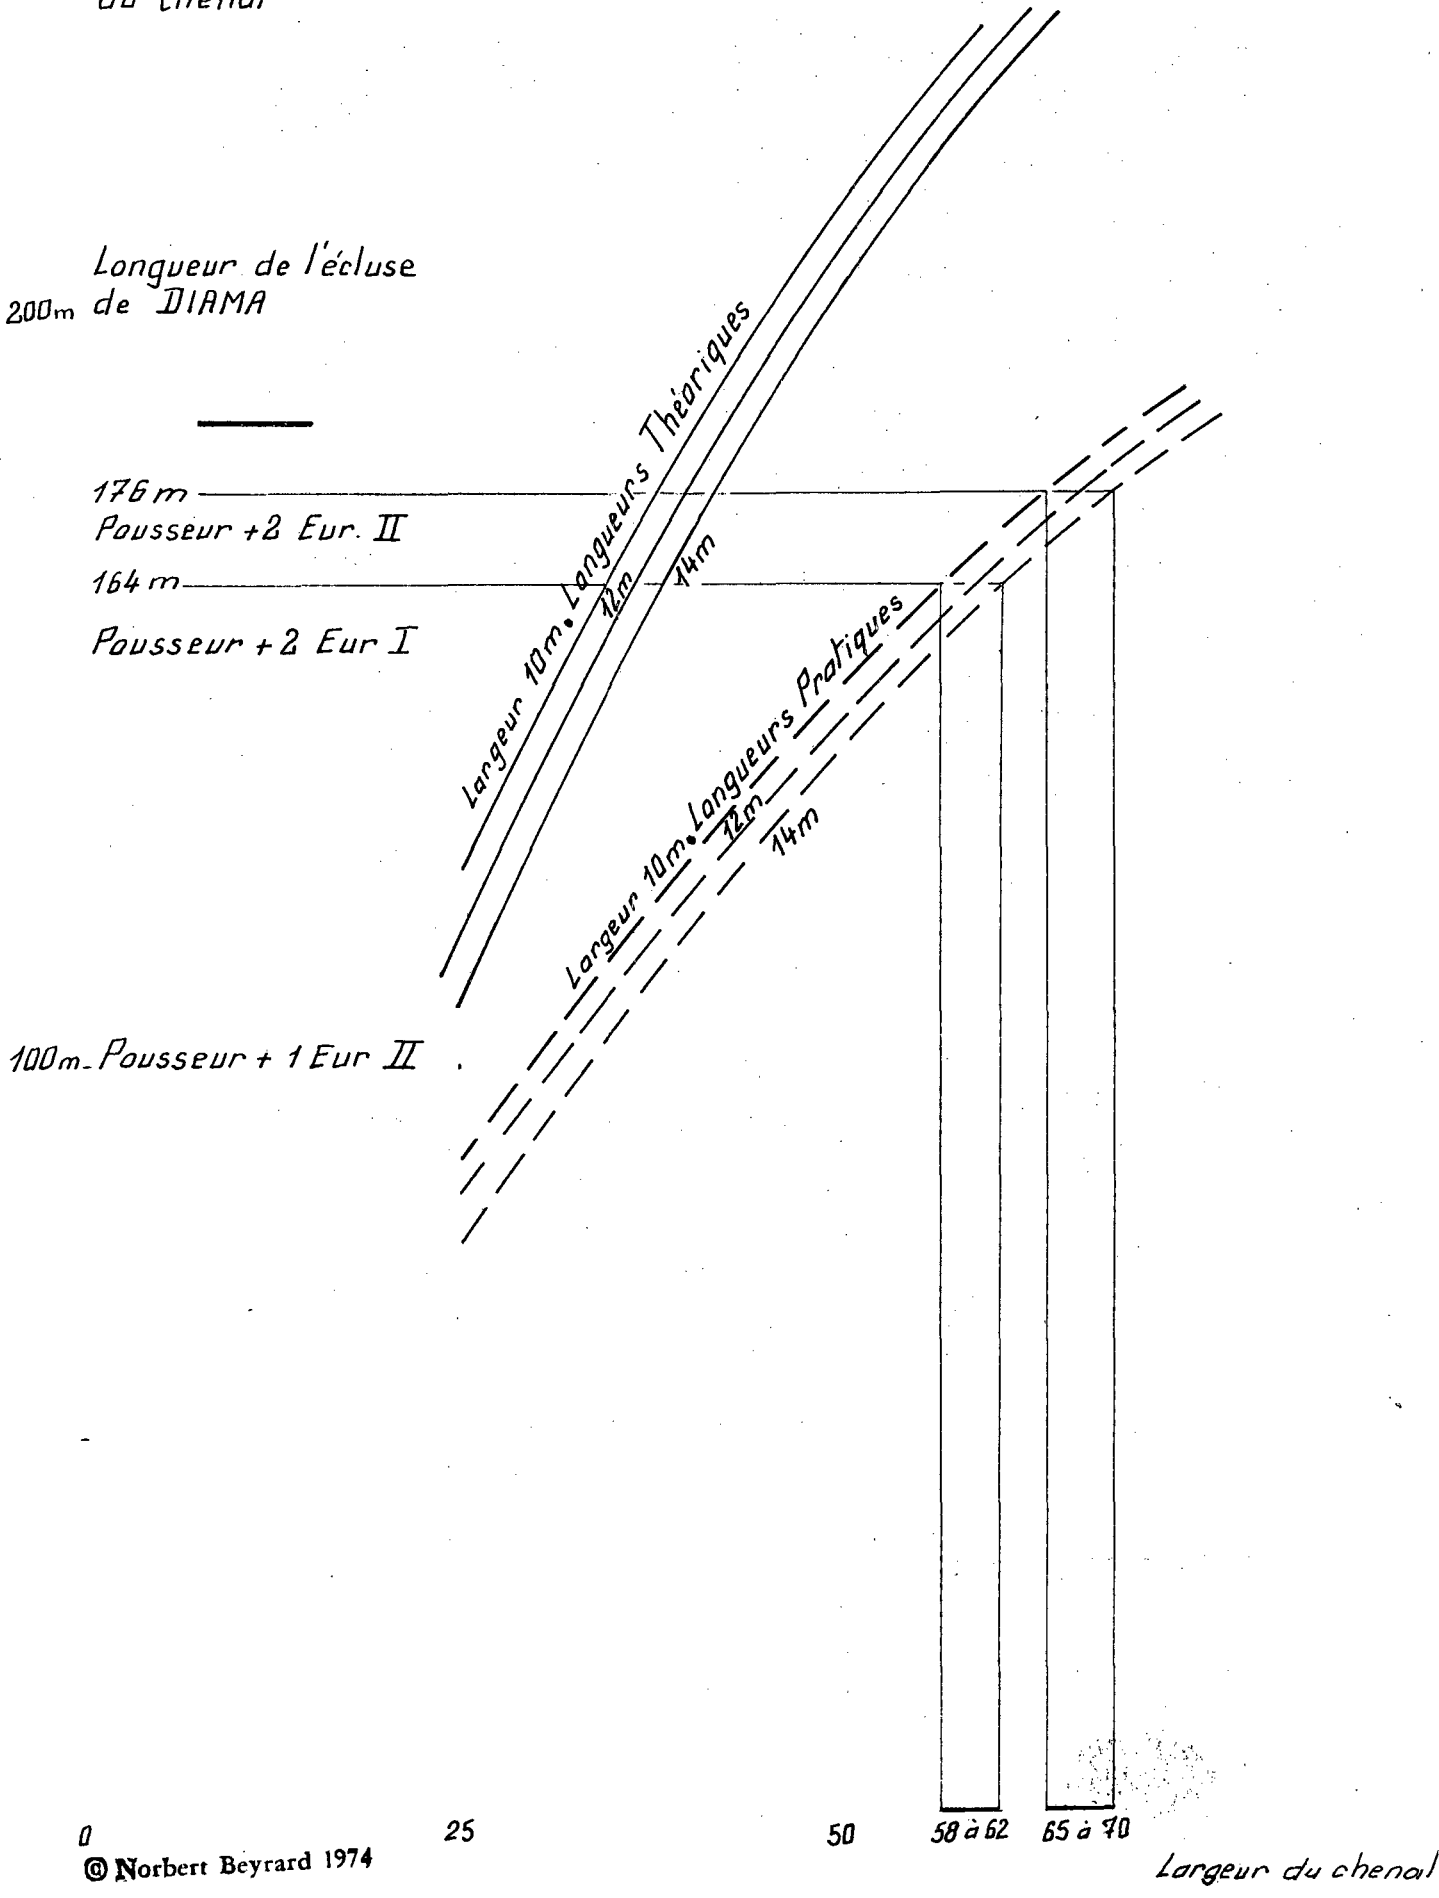 du chenal
Longueur de l'écluse
200m de DIAMA
176 m
Pousseur + 2 Eur. II
164 m
Pousseur + 2 Eur I
Largeur 10m. Longueurs Théoriques
12m
14m
Largeur 10m. Longueurs Pratiques
12m
14m
100m - Pousseur + 1 Eur II
0
25
50
58 à 62
65 à 70
© Norbert Beyrard 1974
Largeur du chenal